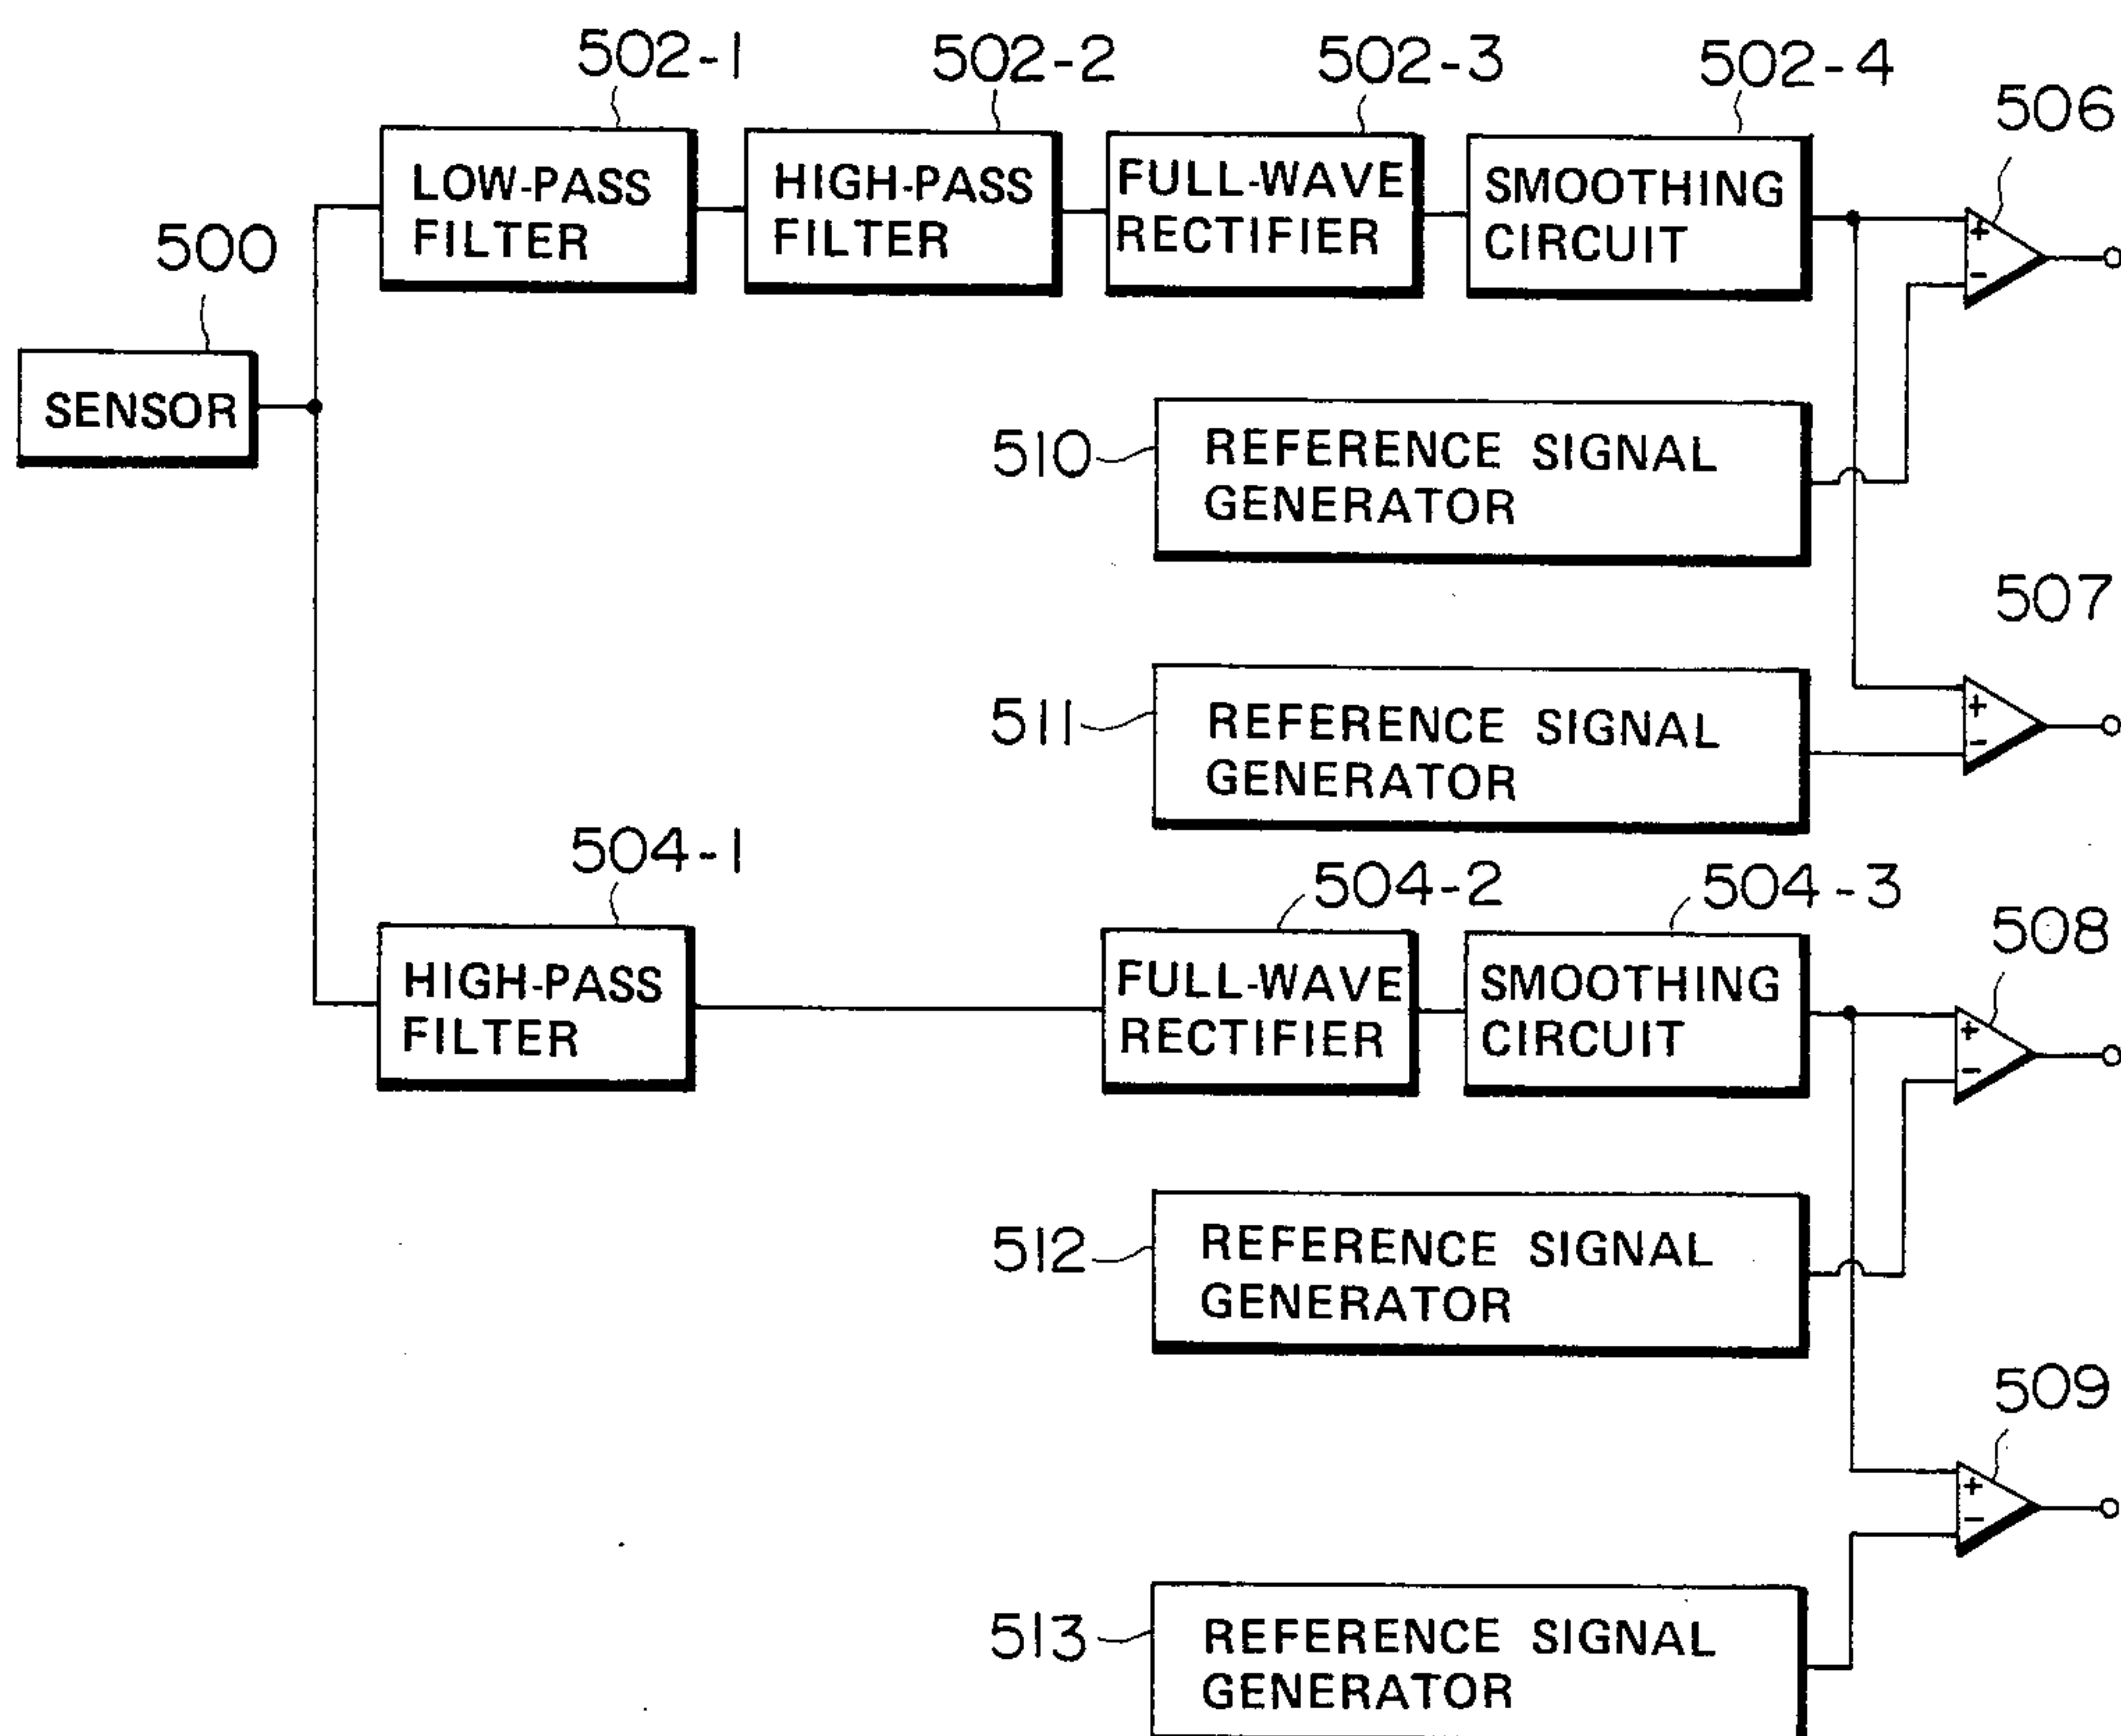 502-1
502-2
502-3
502-4
506
LOW-PASS
FILTER
HIGH-PASS
FILTER
FULL-WAVE
RECTIFIER
SMOOTHING
CIRCUIT
+
-
500
SENSOR
510
REFERENCE SIGNAL
GENERATOR
507
511
REFERENCE SIGNAL
GENERATOR
+
-
504-1
504-2
504-3
508
HIGH-PASS
FILTER
FULL-WAVE
RECTIFIER
SMOOTHING
CIRCUIT
+
-
512
REFERENCE SIGNAL
GENERATOR
509
+
-
513
REFERENCE SIGNAL
GENERATOR